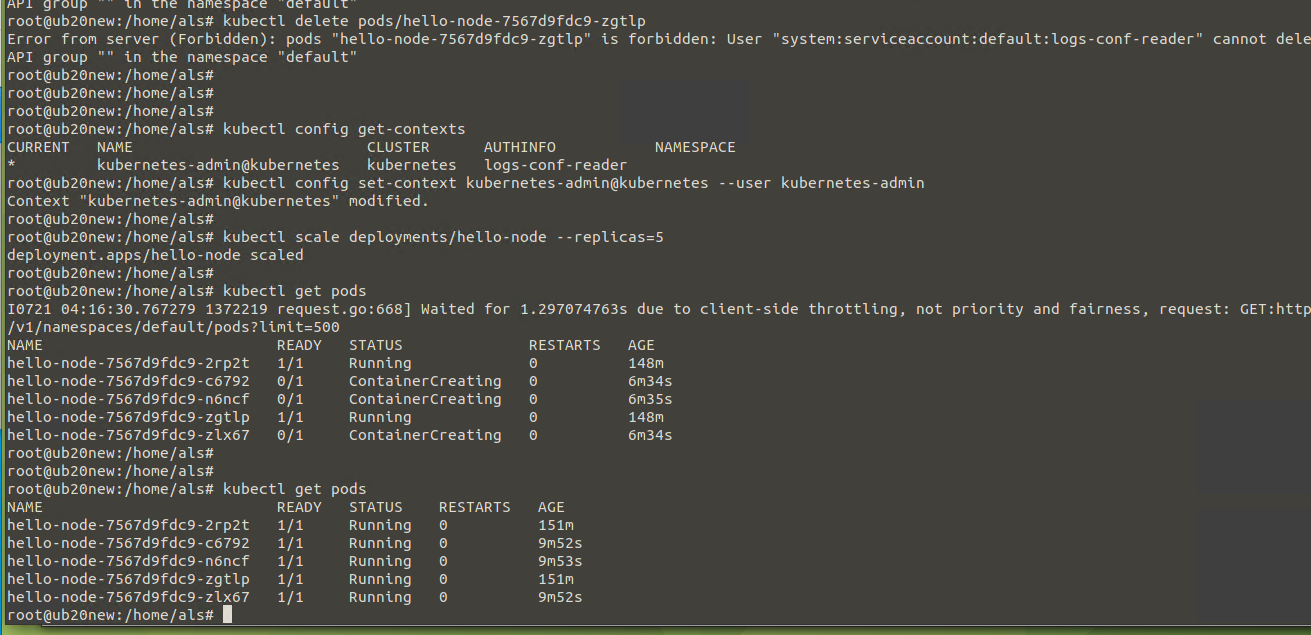 API group "" in the namespace "default"
root@ub20new:/home/als# kubectl delete pods/hello-node-7567d9fdc9-zgtlp
Error from server (Forbidden): pods "hello-node-7567d9fdc9-zgtlp" is forbidden: User "system:serviceaccount:default:logs-conf-reader" cannot dele
API group "" in the namespace "default"
root@ub20new:/home/als#
root@ub20new:/home/als#
root@ub20new:/home/als#
root@ub20new:/home/als# kubectl config get-contexts
CURRENT   NAME                          CLUSTER      AUTHINFO           NAMESPACE
*         kubernetes-admin@kubernetes   kubernetes   logs-conf-reader
root@ub20new:/home/als# kubectl config set-context kubernetes-admin@kubernetes --user kubernetes-admin
Context "kubernetes-admin@kubernetes" modified.
root@ub20new:/home/als#
root@ub20new:/home/als# kubectl scale deployments/hello-node --replicas=5
deployment.apps/hello-node scaled
root@ub20new:/home/als#
root@ub20new:/home/als# kubectl get pods
I0721 04:16:30.767279 1372219 request.go:668] Waited for 1.297074763s due to client-side throttling, not priority and fairness, request: GET:http
/v1/namespaces/default/pods?limit=500
NAME                          READY   STATUS              RESTARTS   AGE
hello-node-7567d9fdc9-2rp2t   1/1     Running             0          148m
hello-node-7567d9fdc9-c6792   0/1     ContainerCreating   0          6m34s
hello-node-7567d9fdc9-n6ncf   0/1     ContainerCreating   0          6m35s
hello-node-7567d9fdc9-zgtlp   1/1     Running             0          148m
hello-node-7567d9fdc9-zlx67   0/1     ContainerCreating   0          6m34s
root@ub20new:/home/als#
root@ub20new:/home/als#
root@ub20new:/home/als# kubectl get pods
NAME                          READY   STATUS    RESTARTS   AGE
hello-node-7567d9fdc9-2rp2t   1/1     Running   0          151m
hello-node-7567d9fdc9-c6792   1/1     Running   0          9m52s
hello-node-7567d9fdc9-n6ncf   1/1     Running   0          9m53s
hello-node-7567d9fdc9-zgtlp   1/1     Running   0          151m
hello-node-7567d9fdc9-zlx67   1/1     Running   0          9m52s
root@ub20new:/home/als#